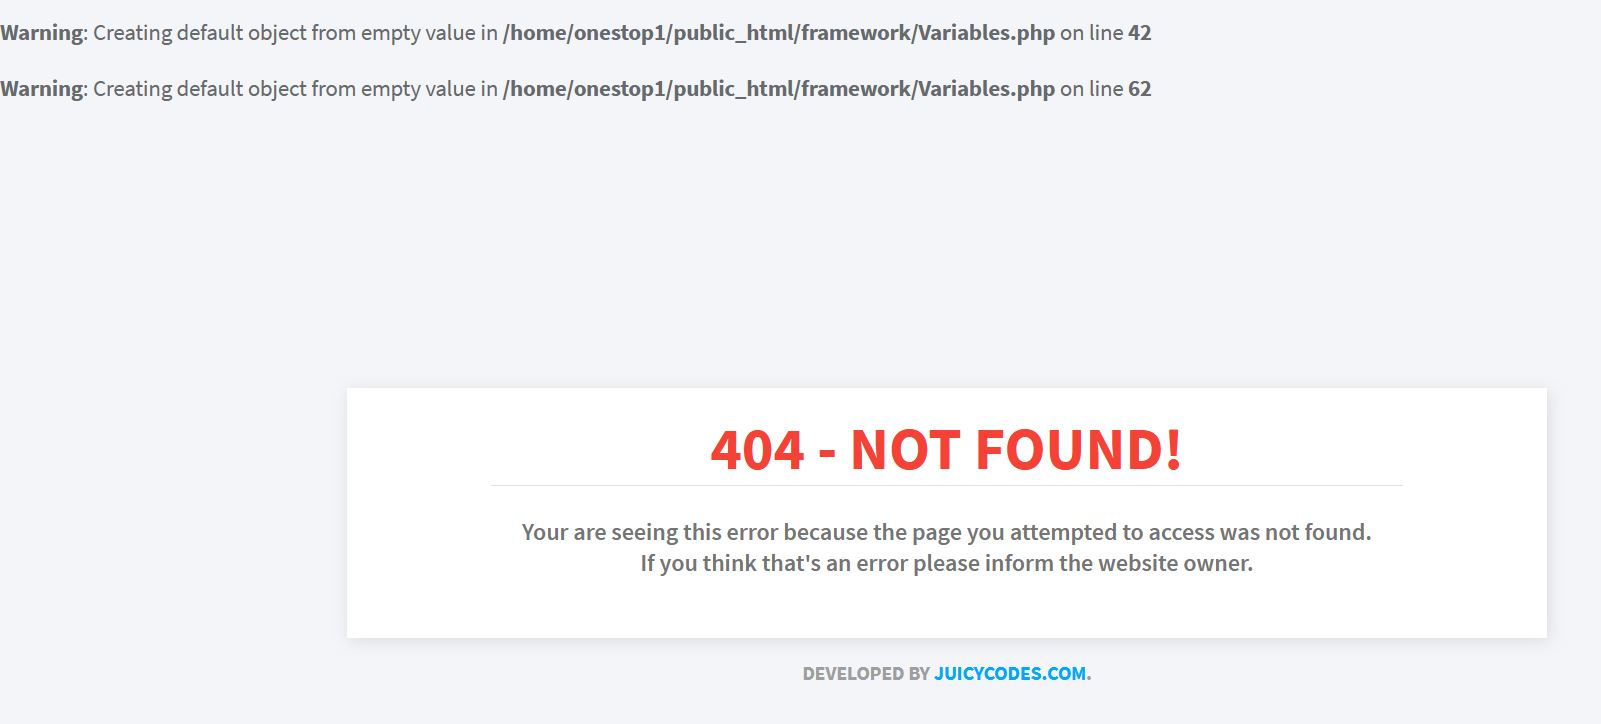 Warning: Creating default object from empty value in /home/onestop1/public_html/framework/Variables.php on line 42
Warning: Creating default object from empty value in /home/onestop1/public_html/framework/Variables.php on line 62
404 - NOT FOUND!
Your are seeing this error because the page you attempted to access was not found.
If you think that's an error please inform the website owner.
DEVELOPED BY JUICYCODES.COM.